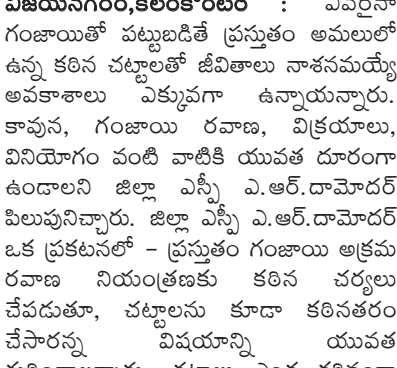 విజయనగరం,కలంకౌంటర్ : ఎవరైనా
గంజాయితో పట్టుబడితే ప్రస్తుతం అమలులో
ఉన్న కఠిన చట్టాలతో జీవితాలు నాశనమయ్యే
అవకాశాలు ఎక్కువగా ఉన్నాయన్నారు.
కావున, గంజాయి రవాణ, విక్రయాలు,
వినియోగం వంటి వాటికి యువత దూరంగా
ఉండాలని జిల్లా ఎస్పీ ఎ.ఆర్.దామోదర్
పిలుపునిచ్చారు. జిల్లా ఎస్పీ ఎ.ఆర్.దామోదర్
ఒక ప్రకటనలో – ప్రస్తుతం గంజాయి అక్రమ
రవాణ నియంత్రణకు కఠిన చర్యలు
చేపడుతూ, చట్టాలను కూడా కఠినతరం
చేసారన్న విషయాన్ని యువత